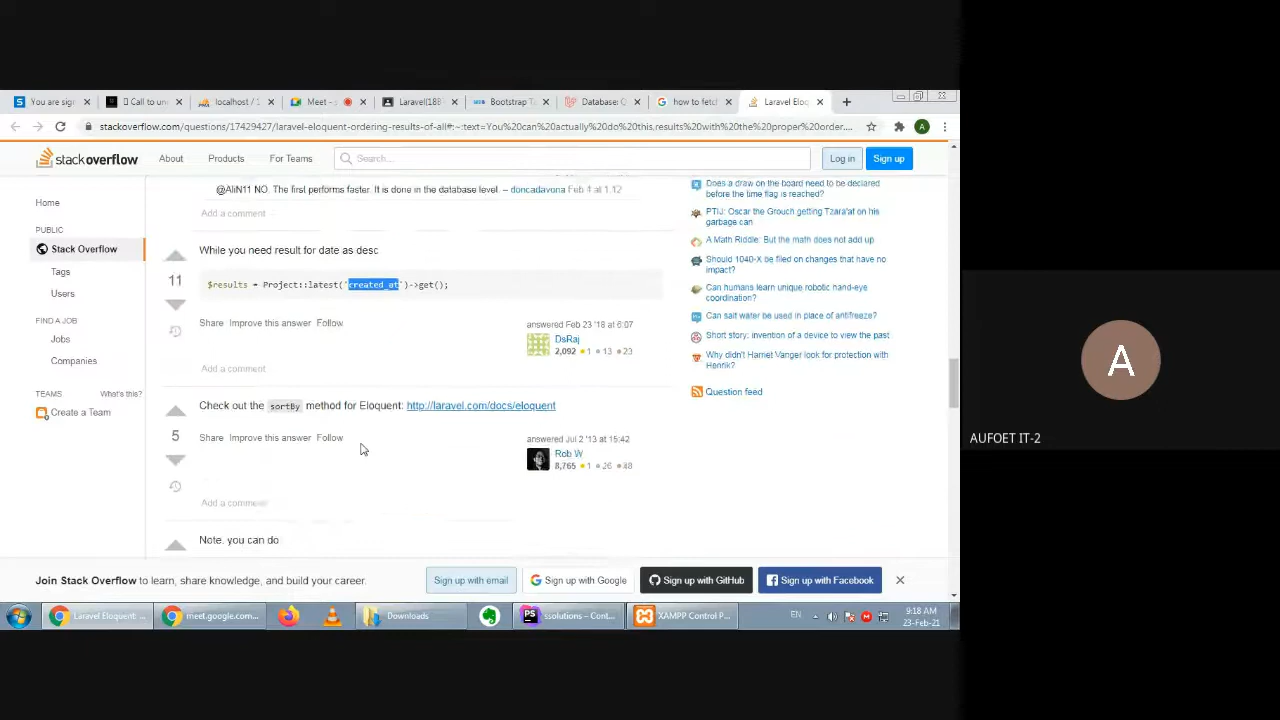 You are sign
Call to un
localhost / 1
Meet -
Laravel(18B
Bootstrap T
Database: Q
how to fetch
Laravel Eloq
stackoverflow.com/questions/17429427/laravel-eloquent-ordering-results-of-all#:~:text=You%20can%20actually%20do%20this,results%20with%20the%20proper%20order....
A
stackoverflow
About
Products
For Teams
Search...
Log in
Sign up
Home
PUBLIC
Stack Overflow
Tags
Users
FIND A JOB
Jobs
Companies
TEAMS
What's this?
Create a Team
@AliN11 NO. The first performs faster. It is done in the database level. – doncadavona Feb 4 at 1:12
Add a comment
While you need result for date as desc
11
$results = Project::latest('created_at')->get();
Share Improve this answer Follow
answered Feb 23 '18 at 6:07
DsRaj
2,092 1 13 23
Add a comment
Check out the sortBy method for Eloquent: http://laravel.com/docs/eloquent
5
Share Improve this answer Follow
answered Jul 2 '13 at 15:42
Rob W
8,765 1 26 48
Add a comment
Note, you can do
Does a draw on the board need to be declared
before the time flag is reached?
PTIJ: Oscar the Grouch getting Tzara'at on his
garbage can
A Math Riddle: But the math does not add up
Should 1040-X be filed on changes that have no
impact?
Can humans learn unique robotic hand-eye
coordination?
Can salt water be used in place of antifreeze?
Short story: invention of a device to view the past
Why didn't Harriet Vanger look for protection with
Henrik?
Question feed
Join Stack Overflow to learn, share knowledge, and build your career.
Sign up with email
Sign up with Google
Sign up with GitHub
Sign up with Facebook
Laravel Eloquent: ...
meet.google.com...
Downloads
ssolutions – Cont...
XAMPP Control P...
EN
9:18 AM
23-Feb-21
A
AUFOET IT-2